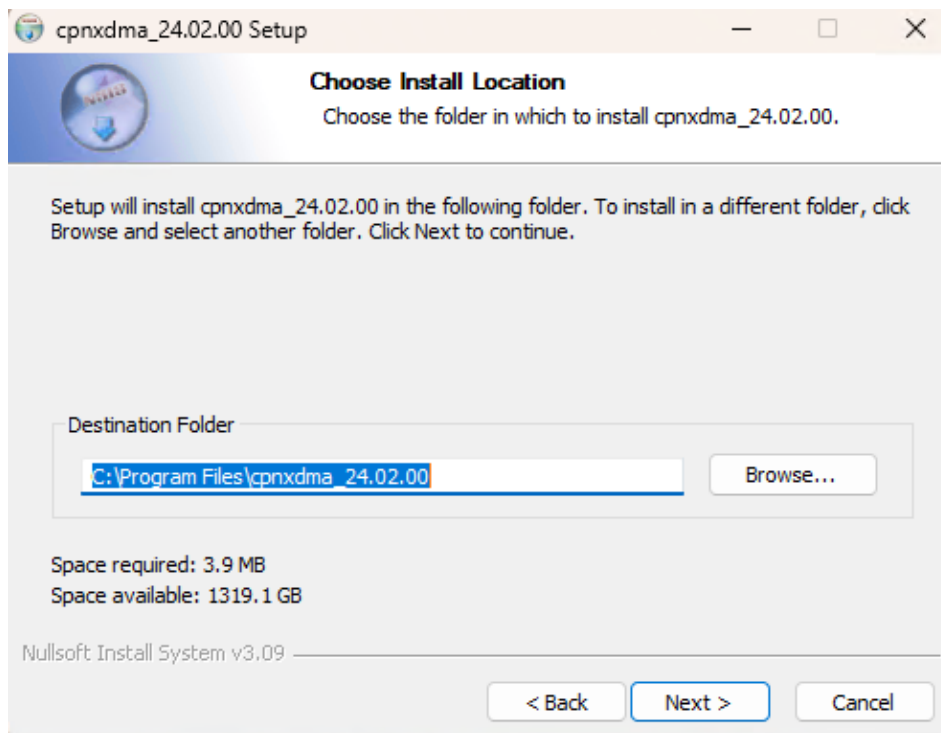 cpnxdma_24.02.00 Setup
Choose Install Location
Choose the folder in which to install cpnxdma_24.02.00.
Setup will install cpnxdma_24.02.00 in the following folder. To install in a different folder, click
Browse and select another folder. Click Next to continue.
Destination Folder
C:\Program Files\cpnxdma_24.02.00
Browse...
Space required: 3.9 MB
Space available: 1319.1 GB
Nullsoft Install System v3.09
< Back
Next >
Cancel